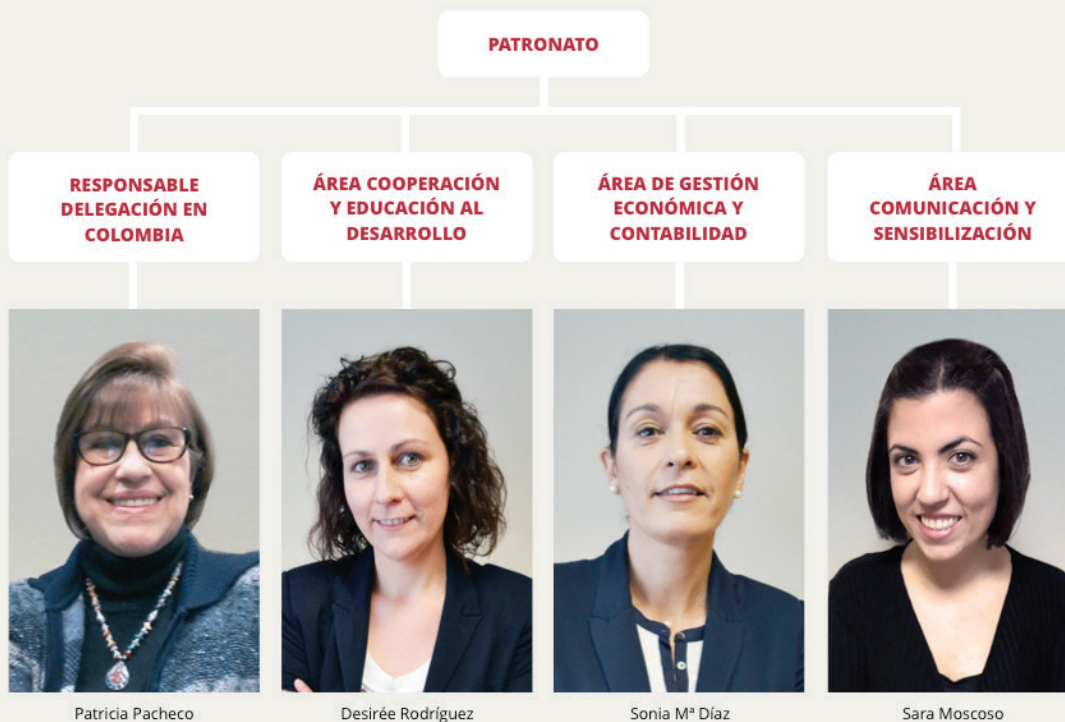 PATRONATO
RESPONSABLE
DELEGACIÓN EN
COLOMBIA
ÁREA COOPERACIÓN
Y EDUCACIÓN AL
DESARROLLO
ÁREA DE GESTIÓN
ECONÓMICA Y
CONTABILIDAD
ÁREA
COMUNICACIÓN Y
SENSIBILIZACIÓN
Patricia Pacheco
Desirée Rodríguez
Sonia Mª Díaz
Sara Moscoso